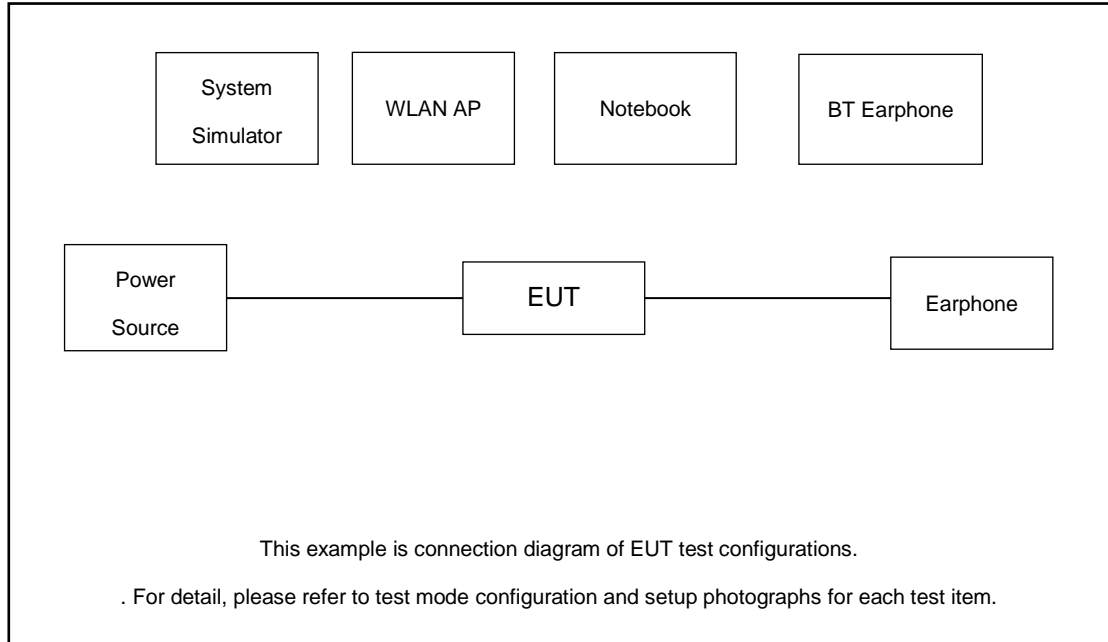 System
Simulator
WLAN AP
Notebook
BT Earphone
Power
Source
EUT
Earphone
This example is connection diagram of EUT test configurations.
. For detail, please refer to test mode configuration and setup photographs for each test item.